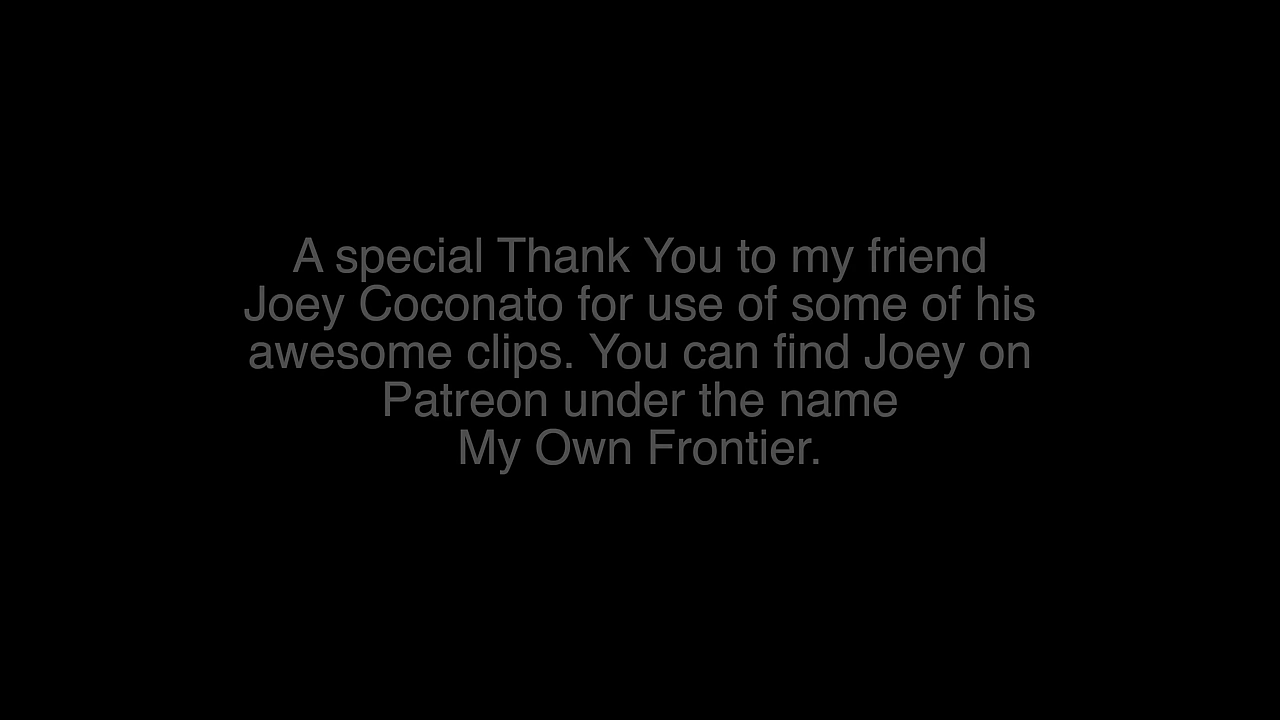 A special Thank You to my friend
Joey Coconato for use of some of his
awesome clips. You can find Joey on
Patreon under the name
My Own Frontier.